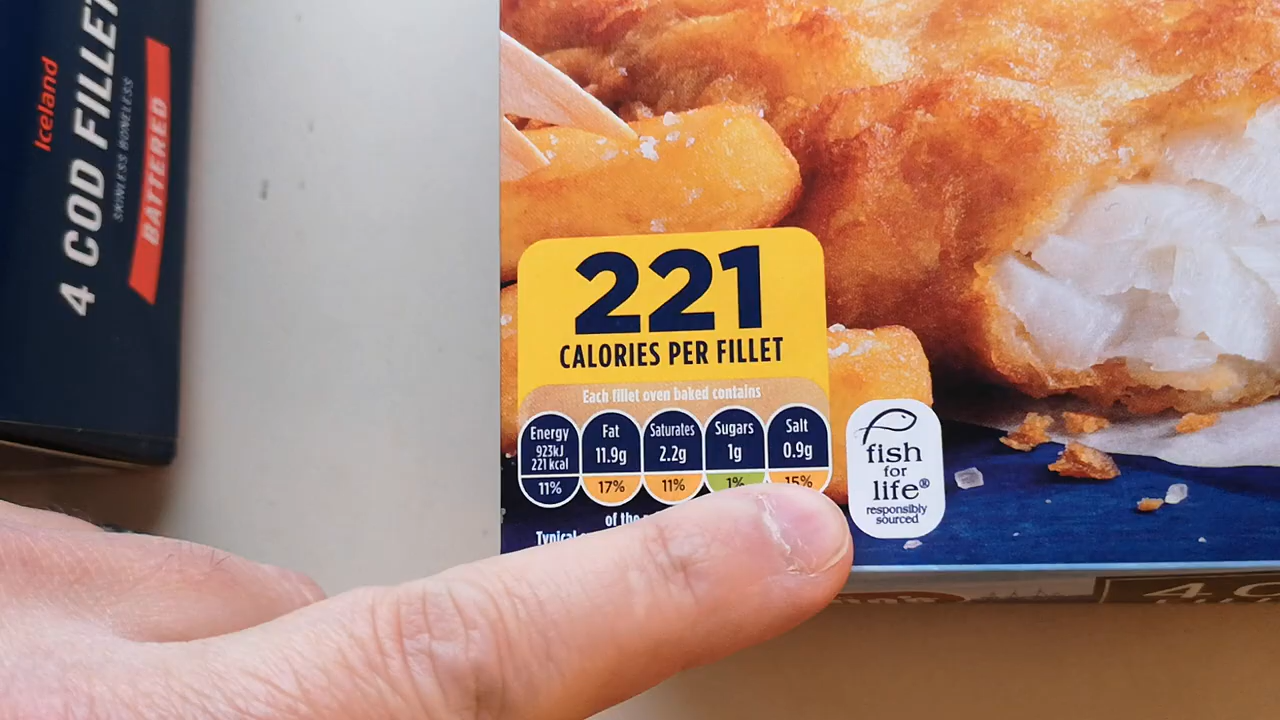 Iceland
4 COD FILLET
SKINLESS BONELESS
BATTERED
221
CALORIES PER FILLET
Each fillet oven baked contains
Energy Fat Saturates Sugars Salt
923kJ 11.9g 2.2g 1g 0.9g
221 kcal
11% 17% 11% 1% 15%
of the
Typical
fish
for
life®
responsibly
sourced
4